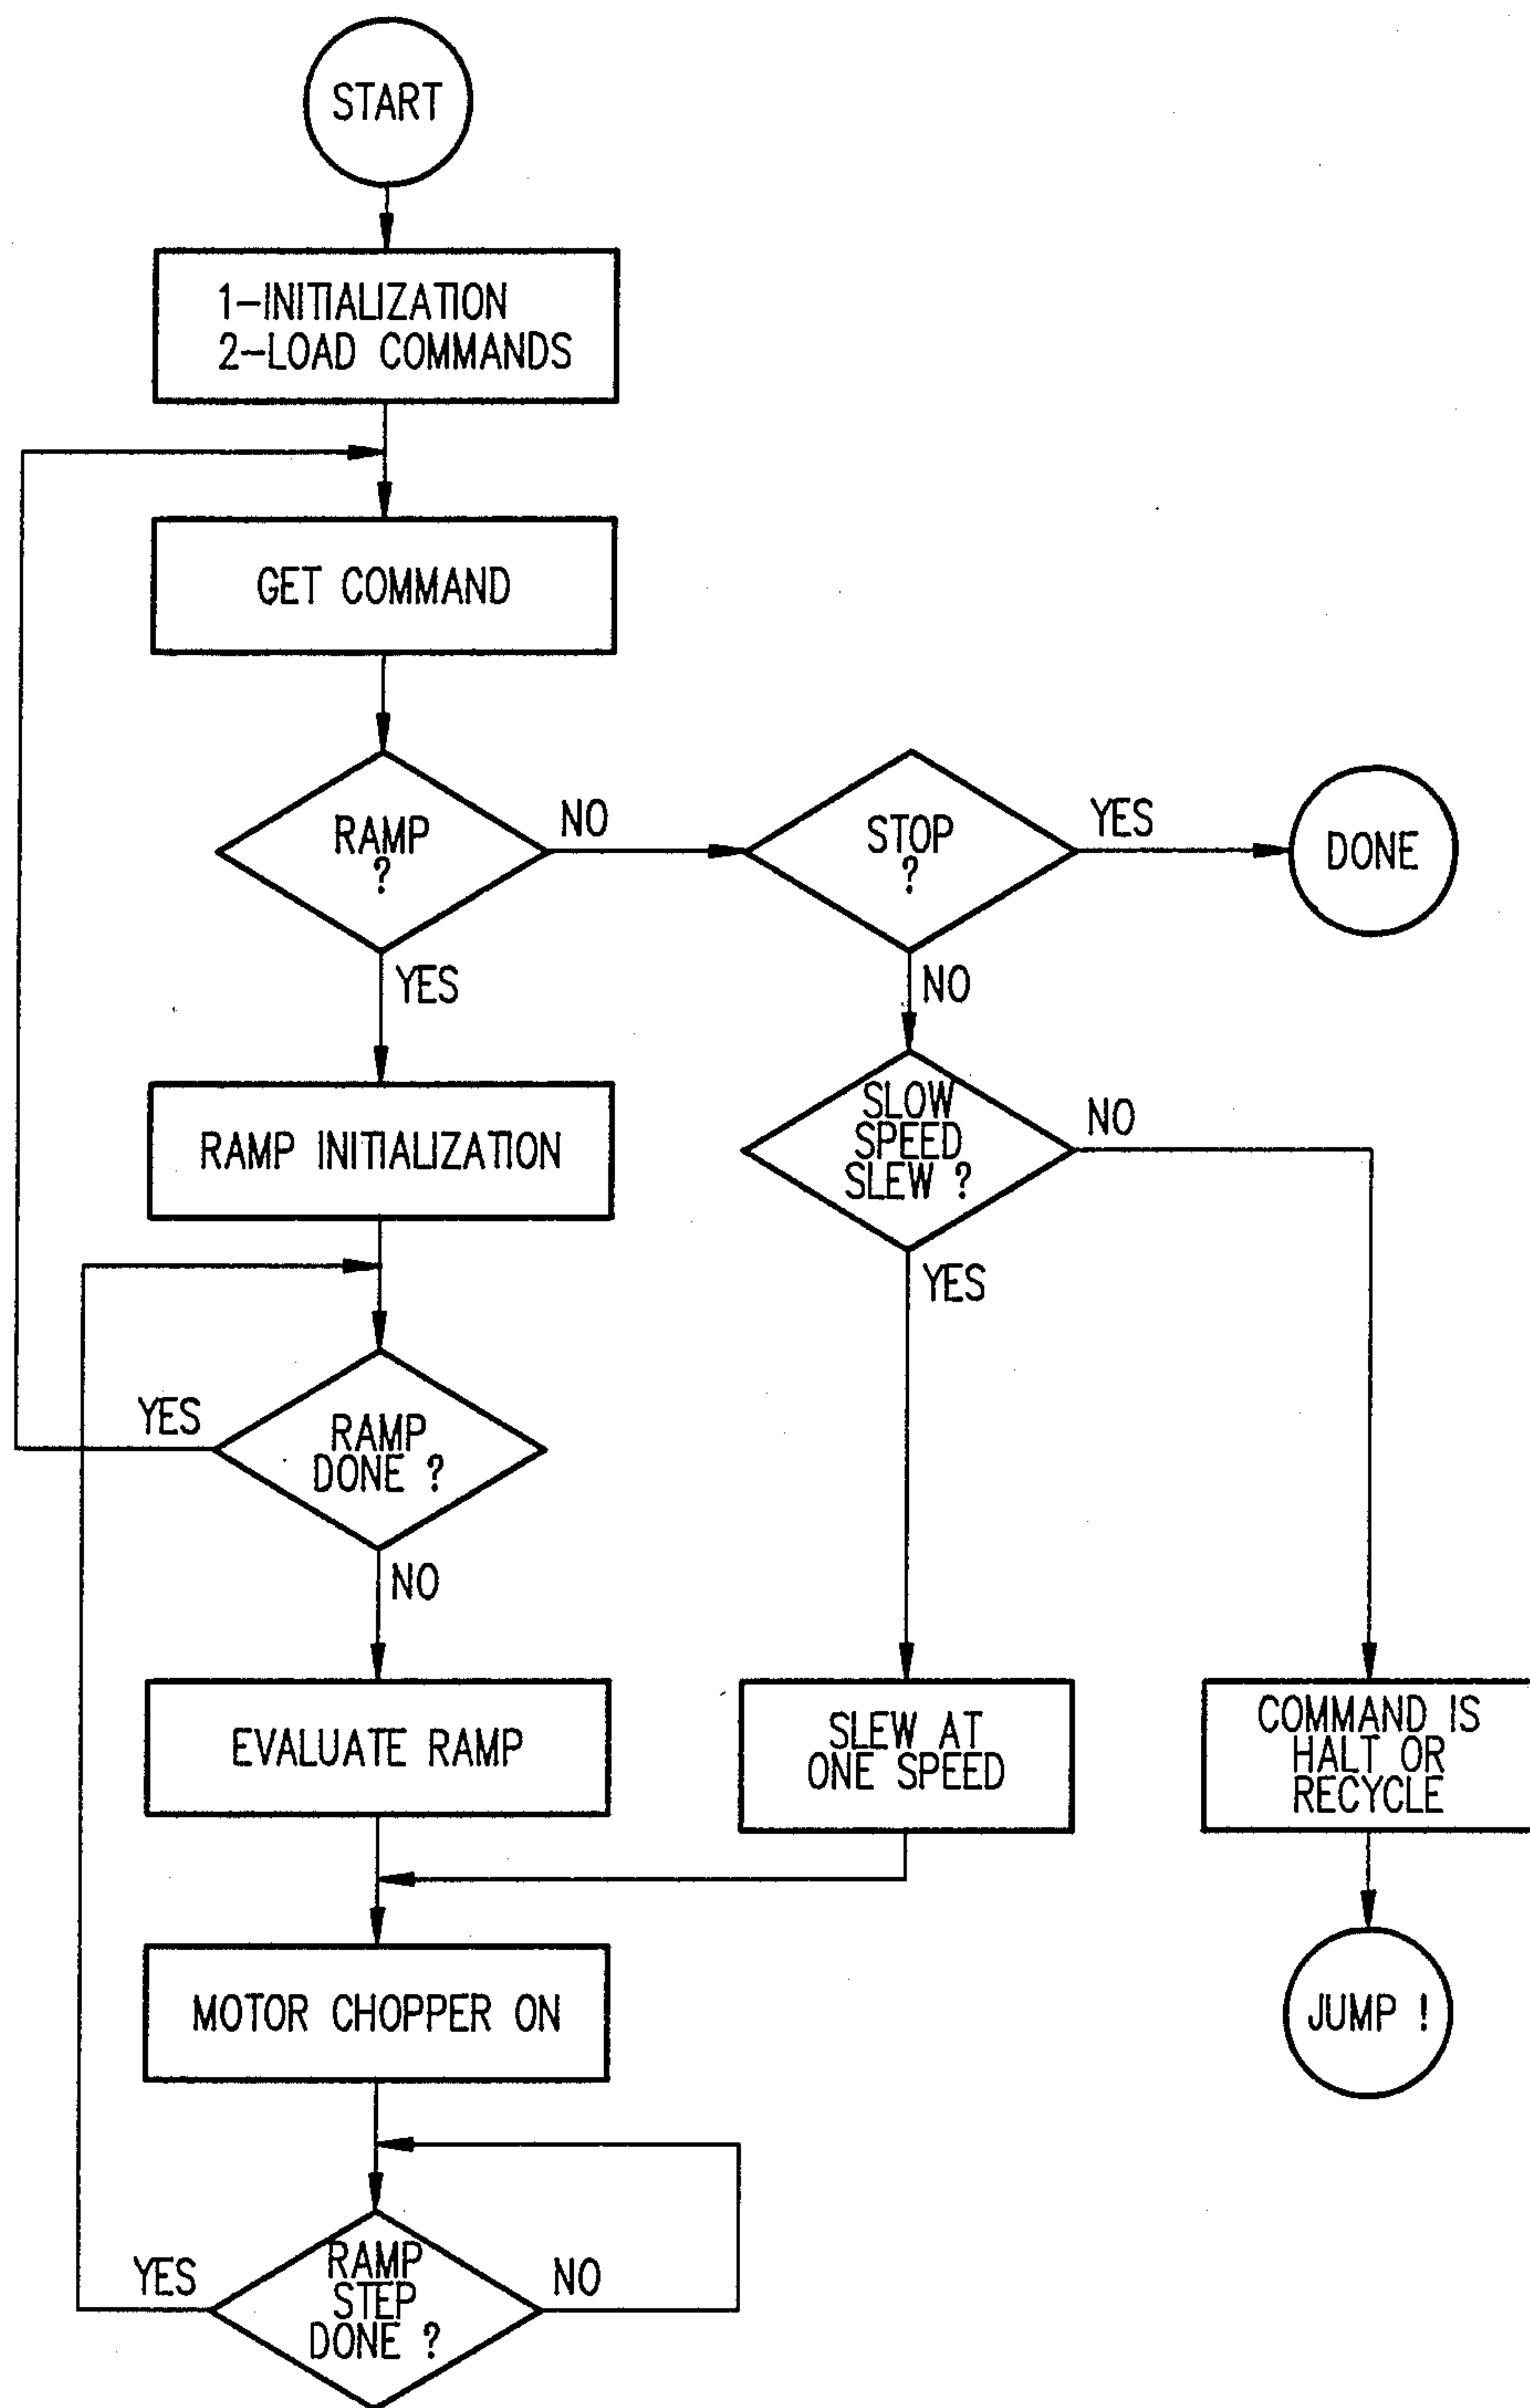 START
1-INITIALIZATION
2-LOAD COMMANDS
GET COMMAND
RAMP
?
NO
STOP
?
YES
DONE
YES
NO
RAMP INITIALIZATION
SLOW
SPEED
SLEW ?
NO
YES
YES
RAMP
DONE ?
NO
EVALUATE RAMP
SLEW AT
ONE SPEED
COMMAND IS
HALT OR
RECYCLE
MOTOR CHOPPER ON
JUMP !
YES
RAMP
STEP
DONE ?
NO